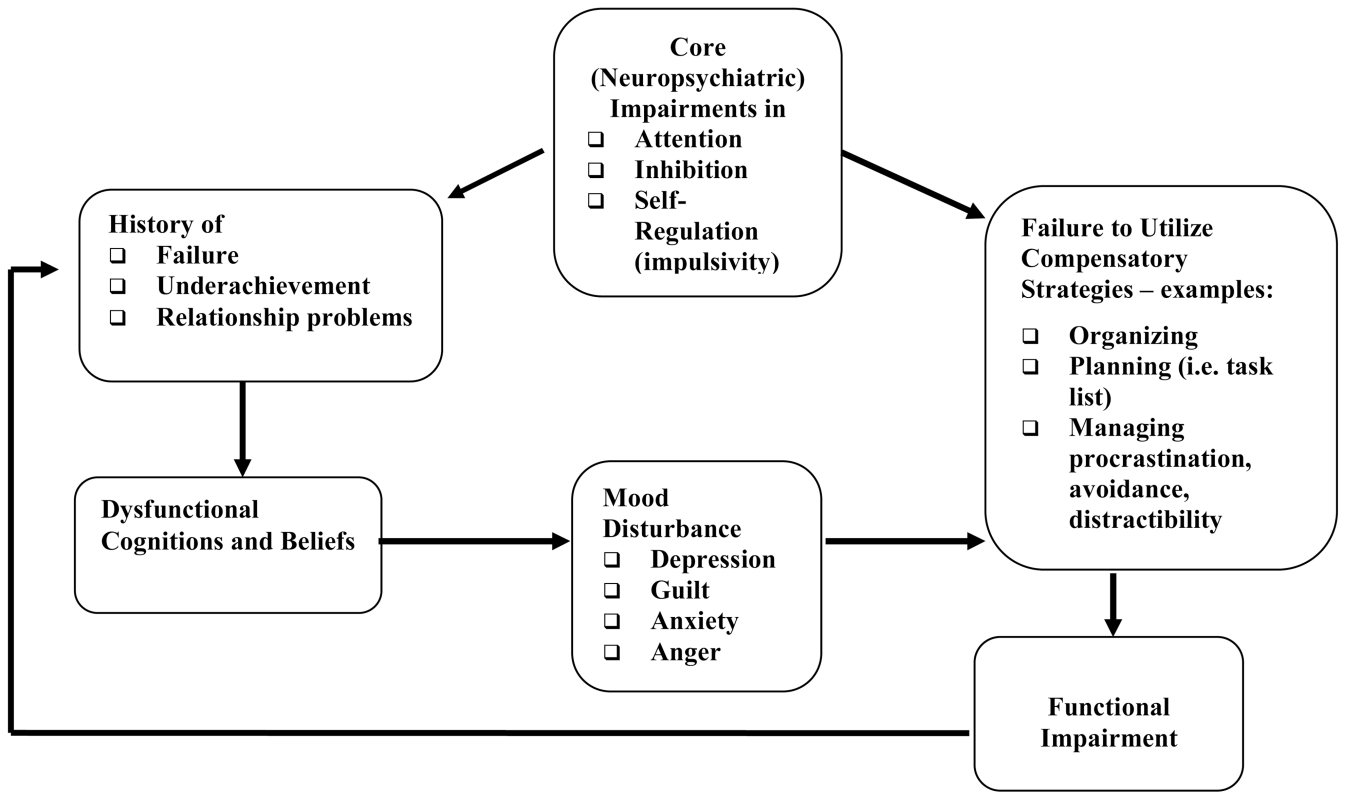 Core
(Neuropsychiatric)
Impairments in
❑ Attention
❑ Inhibition
❑ Self-
Regulation
(impulsivity)
History of
❑ Failure
❑ Underachievement
❑ Relationship problems
Failure to Utilize
Compensatory
Strategies – examples:
❑ Organizing
❑ Planning (i.e. task
list)
❑ Managing
procrastination,
avoidance,
distractibility
Dysfunctional
Cognitions and Beliefs
Mood
Disturbance
❑ Depression
❑ Guilt
❑ Anxiety
❑ Anger
Functional
Impairment